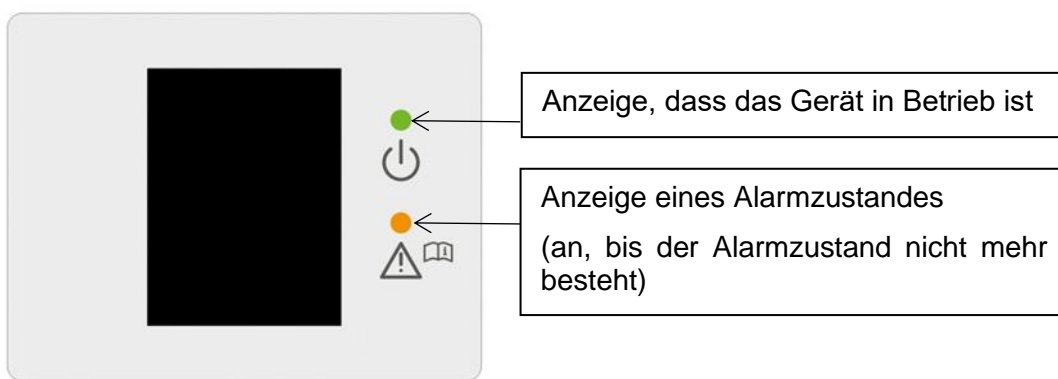 Anzeige, dass das Gerät in Betrieb ist
Anzeige eines Alarmzustandes
(an, bis der Alarmzustand nicht mehr
besteht)